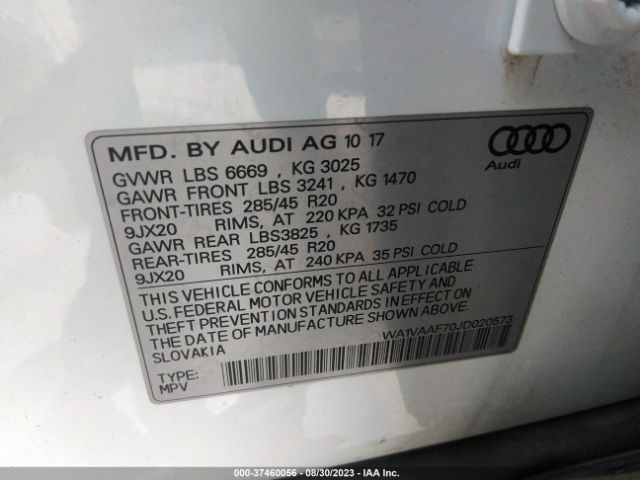 MFD. BY AUDI AG 10 17
GVWR LBS 6669 , KG 3025
GAWR FRONT LBS 3241 , KG 1470
FRONT-TIRES 285/45 R20
9JX20 RIMS, AT 220 KPA 32 PSI COLD
GAWR REAR LBS3825 , KG 1735
REAR-TIRES 285/45 R20
9JX20 RIMS, AT 240 KPA 35 PSI COLD
THIS VEHICLE CONFORMS TO ALL APPLICABLE
U.S. FEDERAL MOTOR VEHICLE SAFETY AND
THEFT PREVENTION STANDARDS IN EFFECT ON
THE DATE OF MANUFACTURE SHOWN ABOVE.
SLOVAKIA
WA1VAAF70JD020573
TYPE:
MPV
Audi
000-37460056 - 08/30/2023 - IAA Inc.